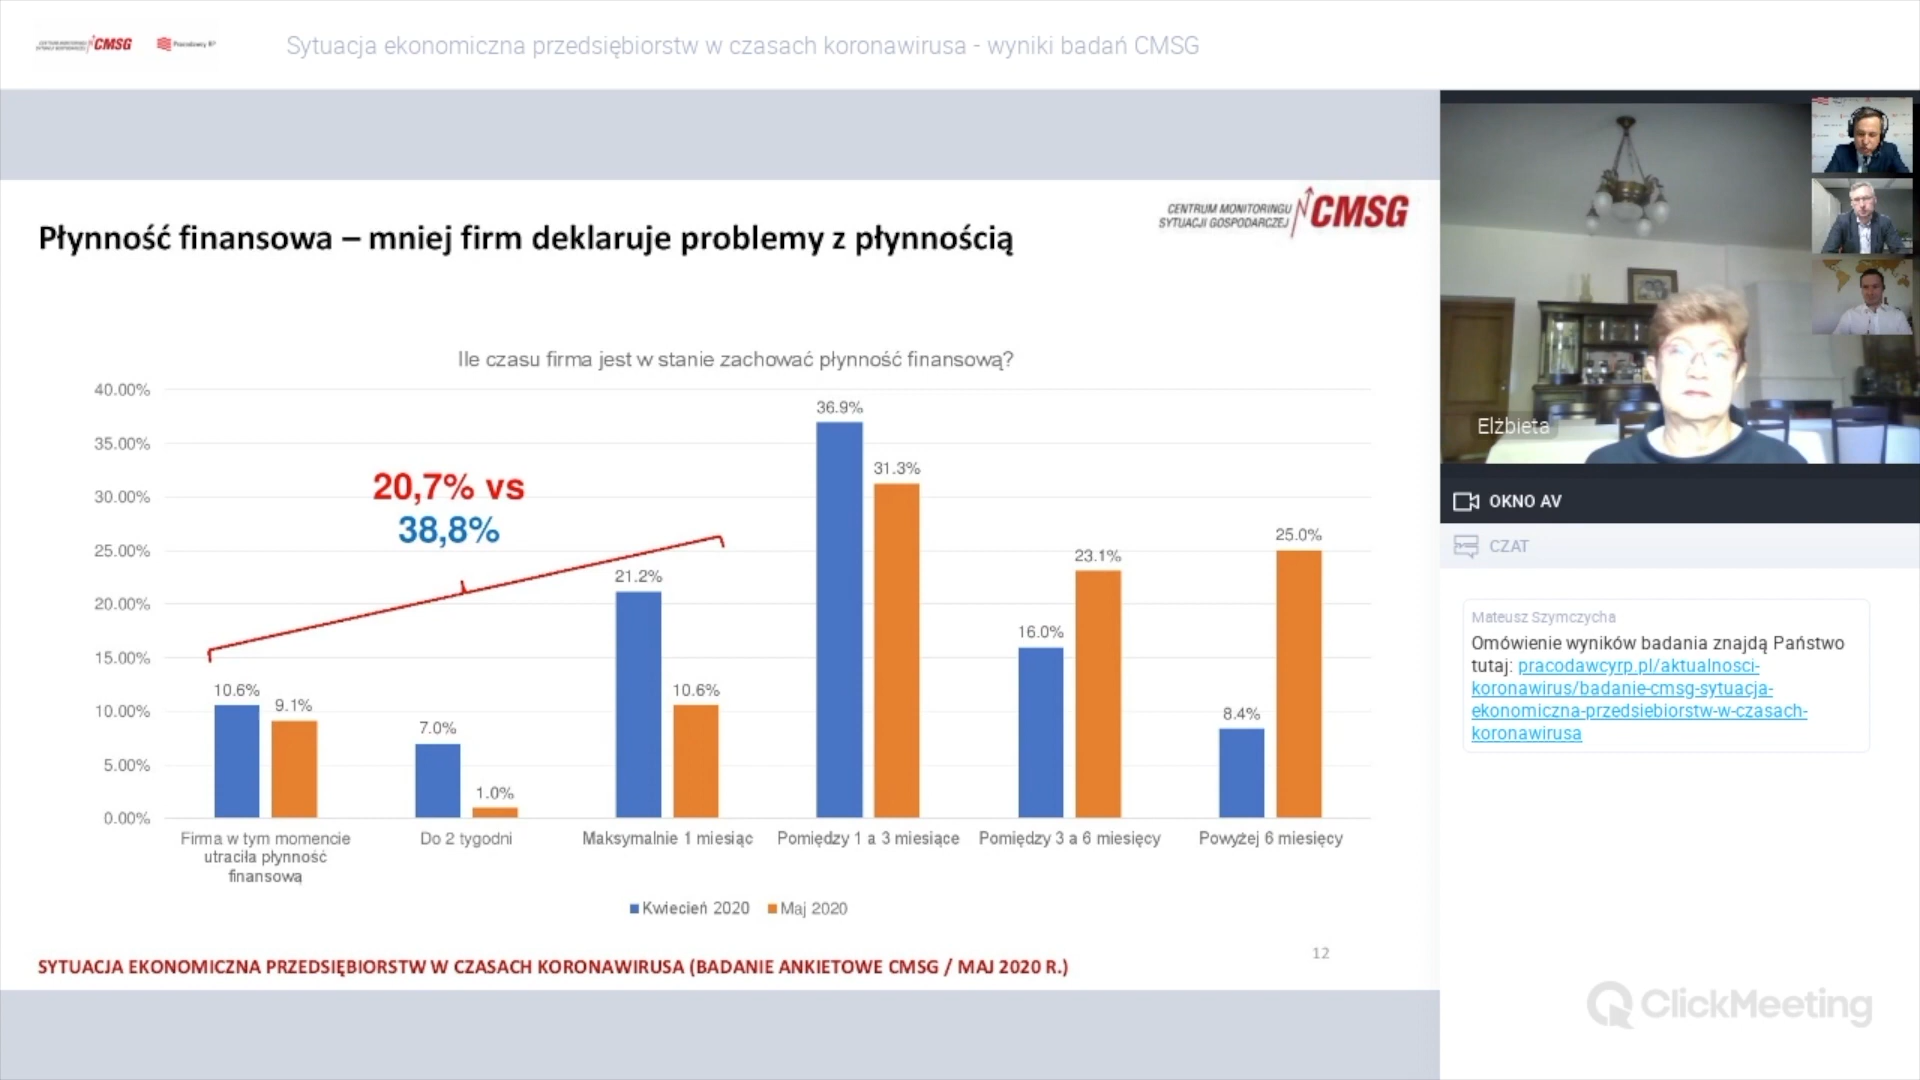 CMSG
Pracodawcy RP
Sytuacja ekonomiczna przedsiębiorstw w czasach koronawirusa - wyniki badań CMSG
Płynność finansowa – mniej firm deklaruje problemy z płynnością
CENTRUM MONITORINGU
SYTUACJI GOSPODARCZEJ
CMSG
Ile czasu firma jest w stanie zachować płynność finansową?
40.00%
35.00%
30.00%
25.00%
20.00%
15.00%
10.00%
5.00%
0.00%
20,7% vs
38,8%
10.6%
9.1%
7.0%
1.0%
21.2%
10.6%
36.9%
31.3%
16.0%
23.1%
8.4%
25.0%
Firma w tym momencie
utraciła płynność
finansową
Do 2 tygodni
Maksymalnie 1 miesiąc
Pomiędzy 1 a 3 miesiące
Pomiędzy 3 a 6 miesięcy
Powyżej 6 miesięcy
Kwiecień 2020
Maj 2020
SYTUACJA EKONOMICZNA PRZEDSIĘBIORSTW W CZASACH KORONAWIRUSA (BADANIE ANKIETOWE CMSG / MAJ 2020 R.)
12
Elżbieta
OKNO AV
CZAT
Mateusz Szymczycha
Omówienie wyników badania znajdą Państwo
tutaj: pracodawcyrp.pl/aktualnosci-
koronawirus/badanie-cmsg-sytuacja-
ekonomiczna-przedsiebiorstw-w-czasach-
koronawirusa
ClickMeeting